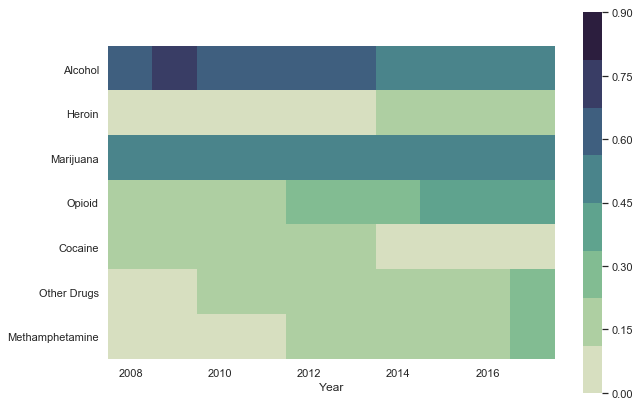 0.90
Alcohol
0.75
Heroin
0.60
Marijuana
0.45
Opioid
Cocaine
0.30
Other Drugs
0.15
Methamphetamine
0.00
2008 2010 2012 2014 2016
Year